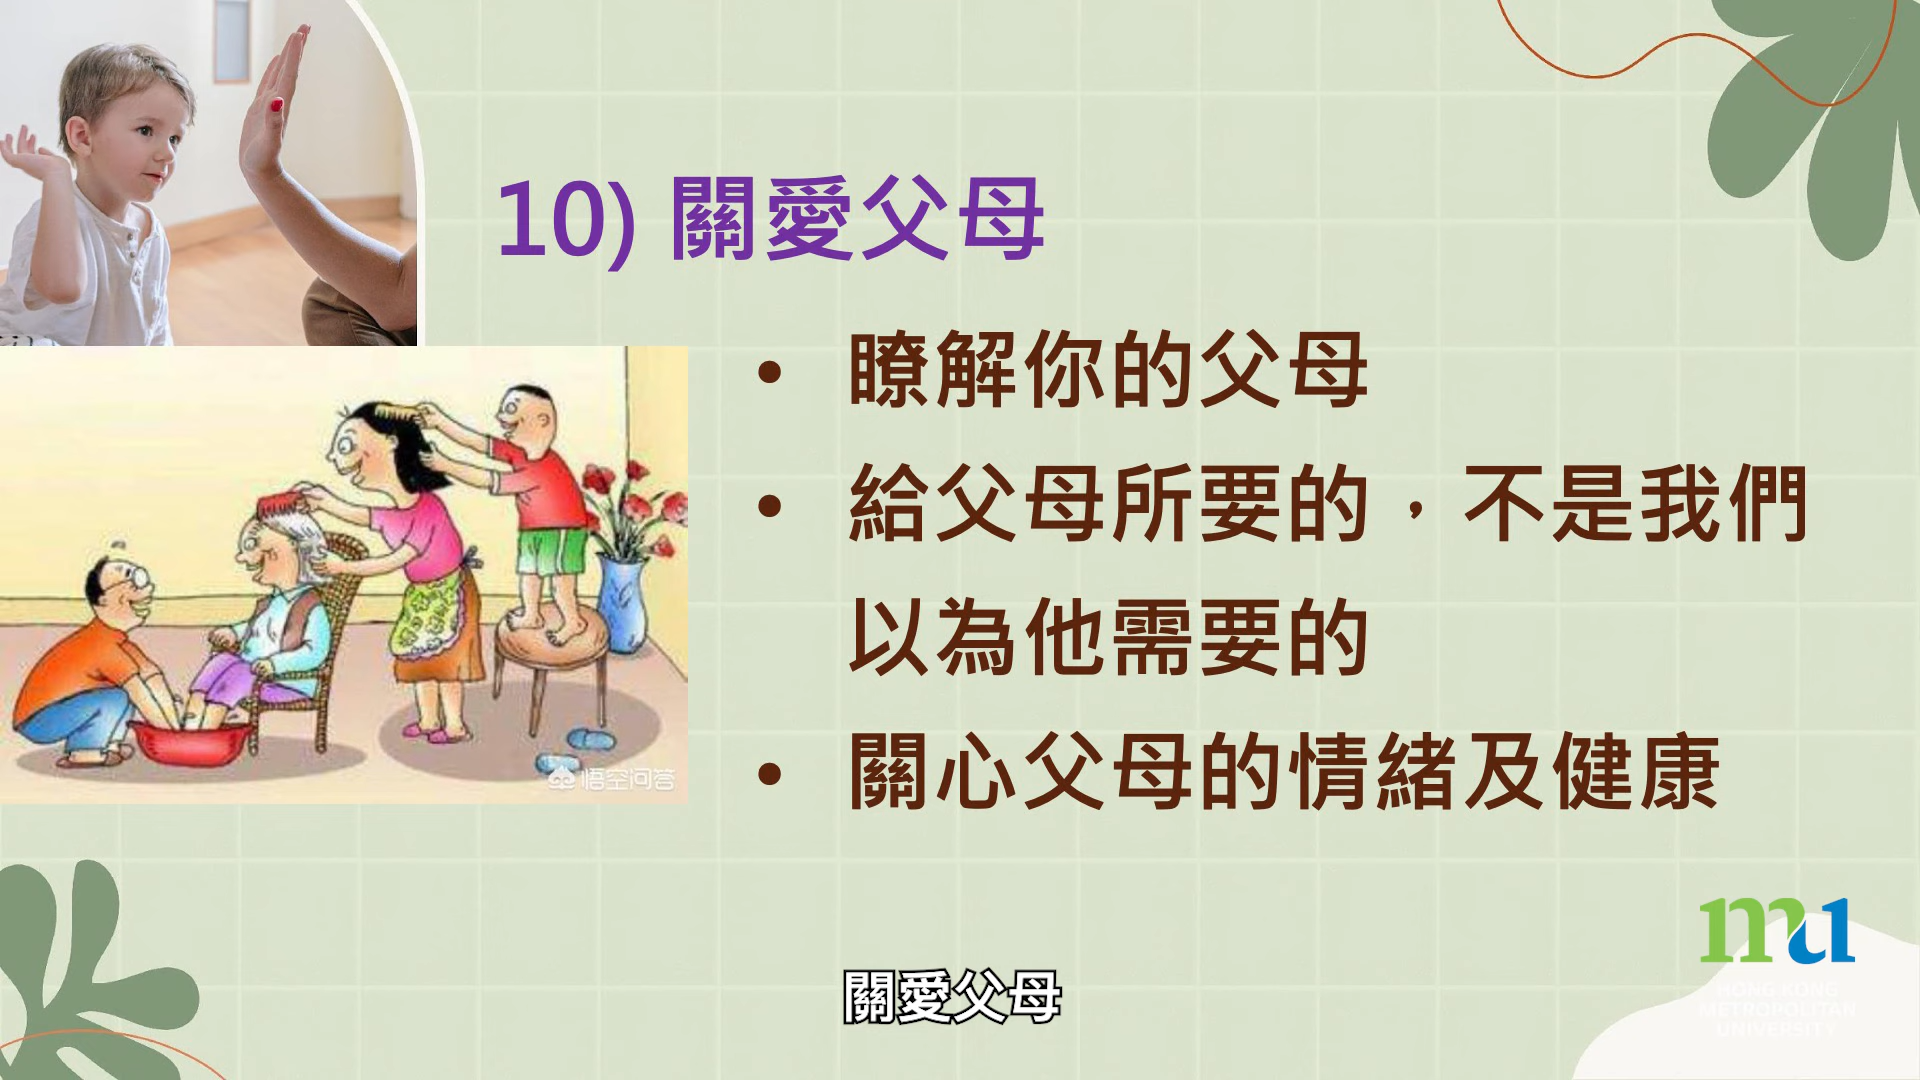 10) 關愛父母
• 瞭解你的父母
• 給父母所要的，不是我們
以為他需要的
• 關心父母的情緒及健康
悟空问答
mu
HONG KONG
METROPOLITAN
UNIVERSITY
關愛父母